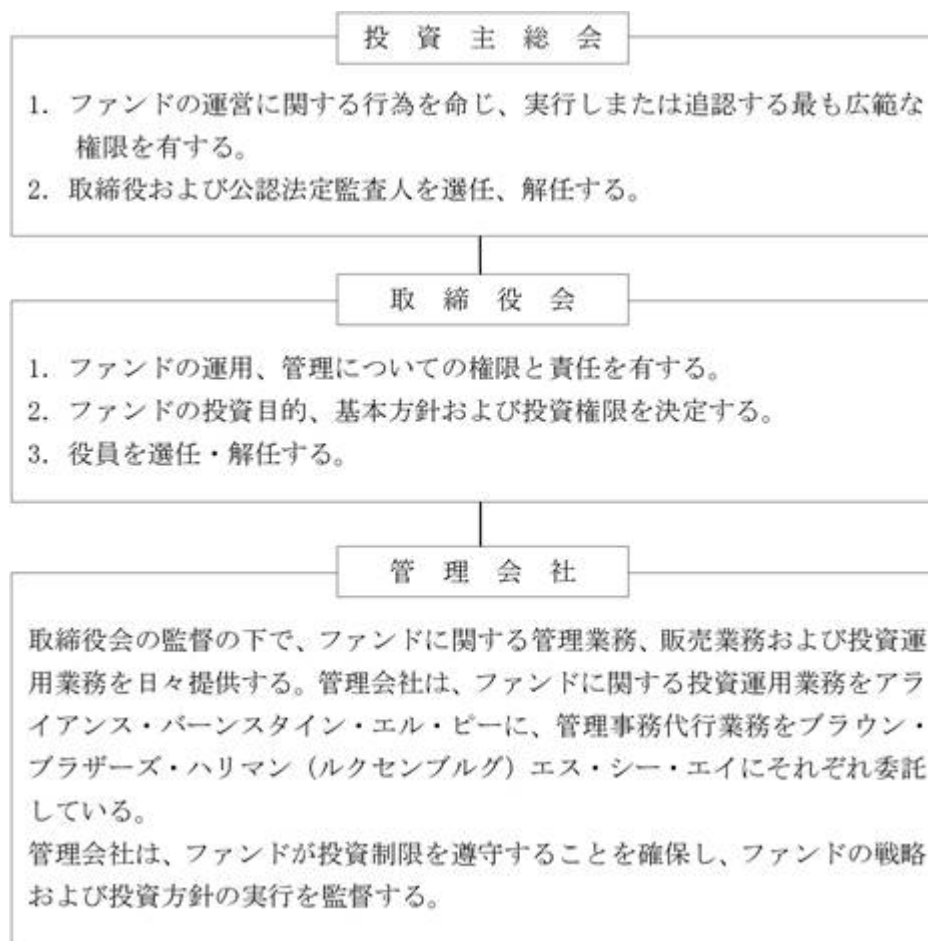 投資主総会
1. ファンドの運営に関する行為を命じ、実行しまたは追認する最も広範な
権限を有する。
2. 取締役および公認法定監査人を選任、解任する。
取締役会
1. ファンドの運用、管理についての権限と責任を有する。
2. ファンドの投資目的、基本方針および投資権限を決定する。
3. 役員を選任・解任する。
管理会社
取締役会の監督の下で、ファンドに関する管理業務、販売業務および投資運
用業務を日々提供する。管理会社は、ファンドに関する投資運用業務をアラ
イアンス・バーンスタイン・エル・ピーに、管理事務代行業務をブラウン・
ブラザーズ・ハリマン（ルクセンブルグ）エス・シー・エイにそれぞれ委託
している。
管理会社は、ファンドが投資制限を遵守することを確保し、ファンドの戦略
および投資方針の実行を監督する。